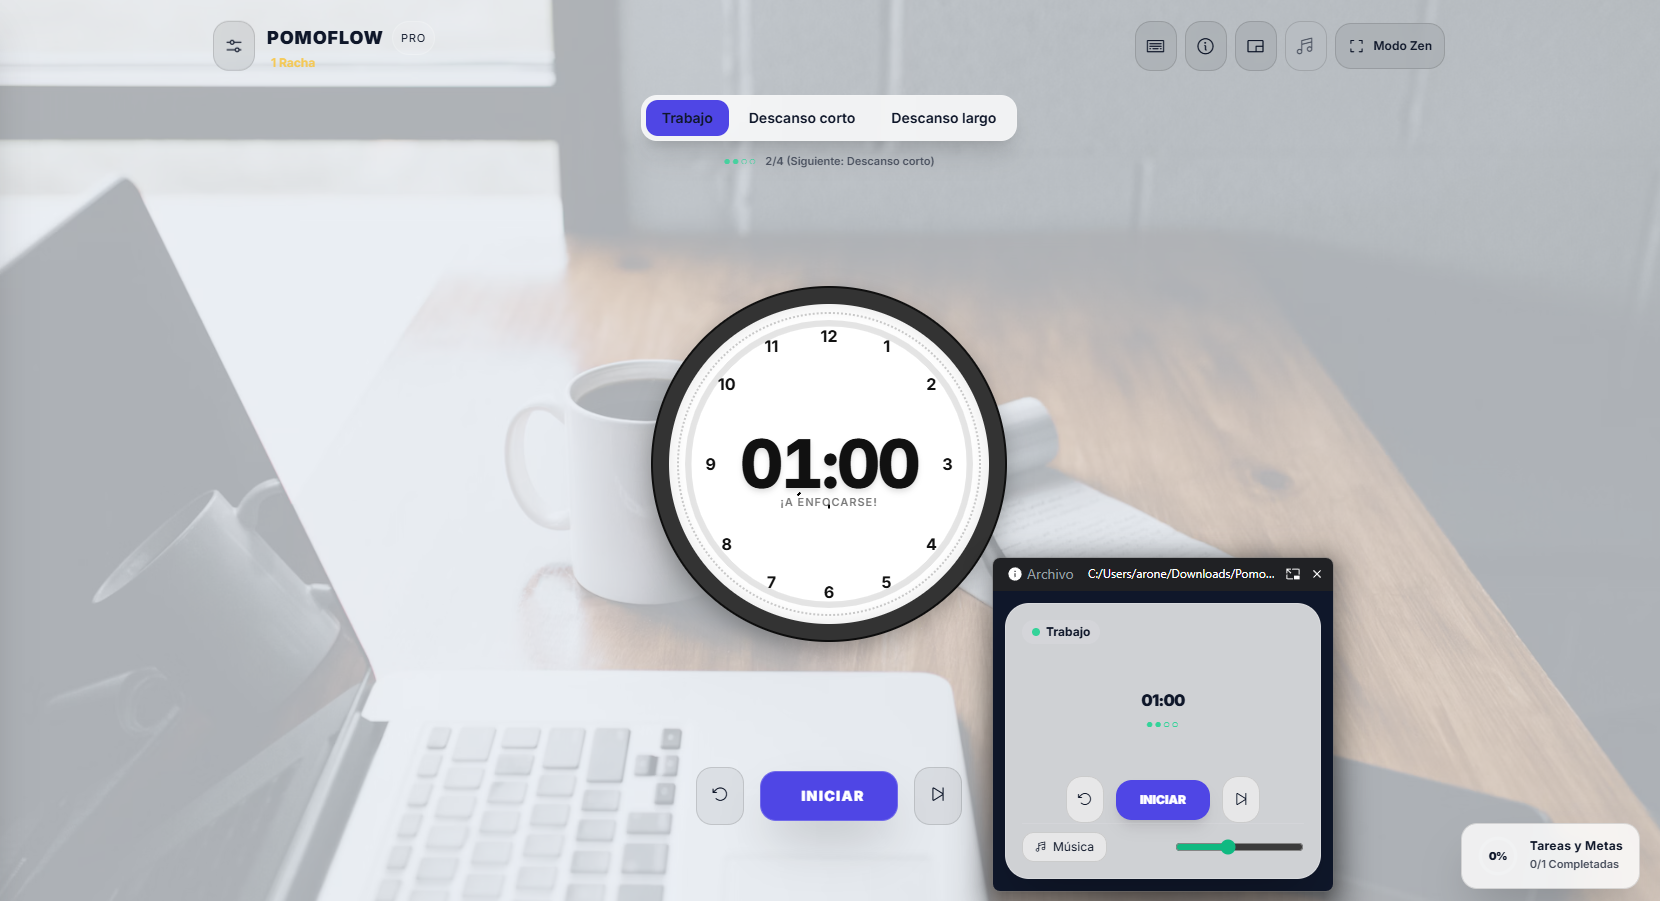 POMOFLOW PRO
1 Racha
Modo Zen
Trabajo Descanso corto Descanso largo
2/4 (Siguiente: Descanso corto)
12
11 1
10 2
9 3
8 4
7 5
6
01:00
¡A ENFOCARSE!
INICIAR
Archivo C:/Users/arone/Downloads/Pomo...
Trabajo
01:00
INICIAR
Música
0%
Tareas y Metas
0/1 Completadas